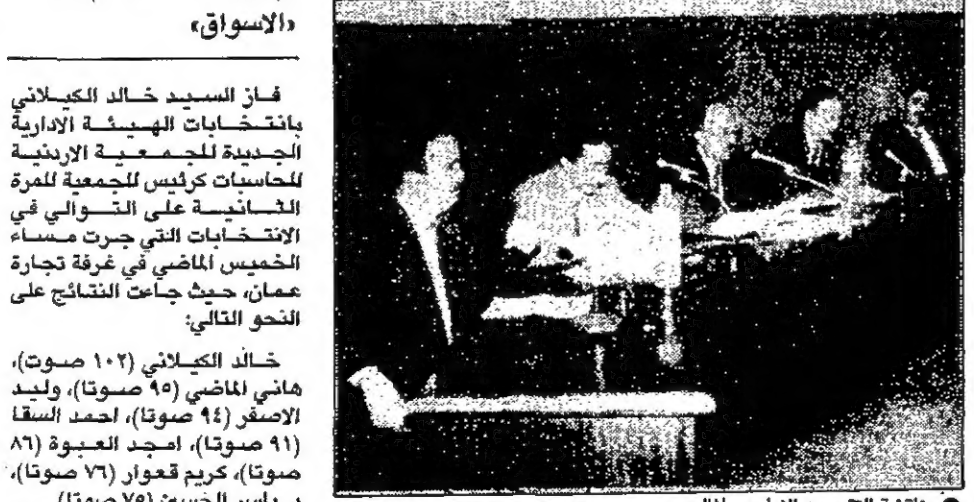 «الاسواق»
فاز السيد خالد الكيلاني
بانتخابات الهيئة الادارية
الجديدة للجمعية الاردنية
للحاسبات كرئيس للجمعية للمرة
الثانية على التوالي في
الانتخابات التي جرت مساء
الخميس الماضي في غرفة تجارة
عمان، حيث جاءت النتائج على
النحو التالي:
خالد الكيلاني (١٠٢ صوت)،
هاني الماضي (٩٥ صوتا)، وليد
الاصفر (٩٤ صوتا)، احمد السقا
(٩١ صوتا)، امجد العبوة (٨٦
صوتا)، كريم قعوار (٧٦ صوتا)،